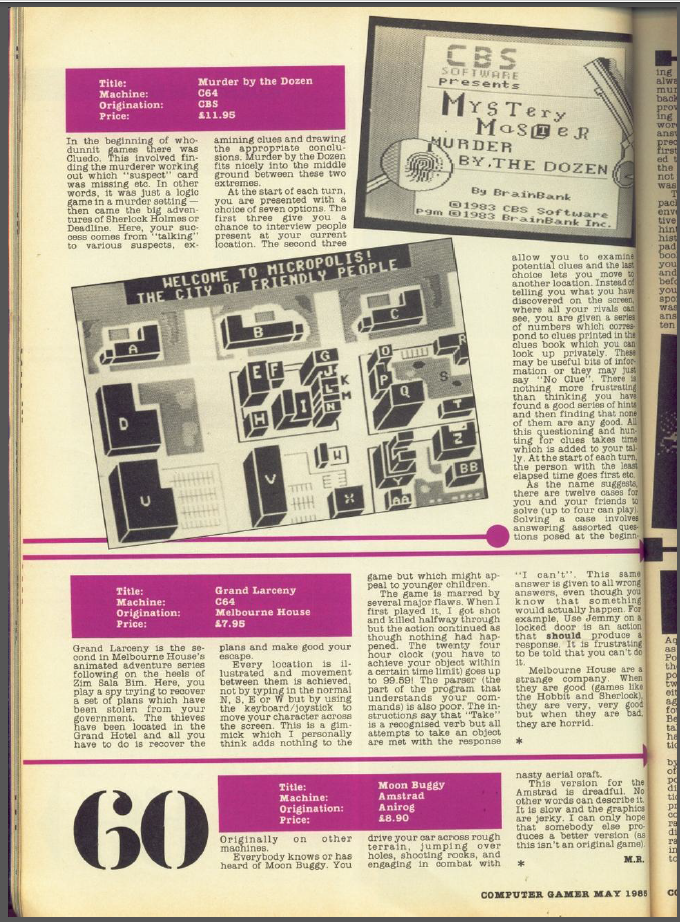 Title: Murder by the Dozen
Machine: C64
Origination: CBS
Price: £11.95
In the beginning of who-
dunnit games there was
Cluedo. This involved fin-
ding the murderer working
out which "suspect" card
was missing etc. In other
words, it was just a logic
game in a murder setting —
then came the big adven-
tures of Sherlock Holmes or
Deadline. Here, your suc-
cess comes from "talking"
to various suspects, ex-
amining clues and drawing
the appropriate conclu-
sions. Murder by the Dozen
fits nicely into the middle
ground between these two
extremes.
At the start of each turn,
you are presented with a
choice of seven options. The
first three give you a
chance to interview people
present at your current
location. The second three
CBS
SOFTWARE
presents
MYSTERY
MASTER
MURDER
BY.THE DOZEN
By BrainBank
©1983 CBS Software
pgm ©1983 BrainBank Inc.
WELCOME TO MICROPOLIS!
THE CITY OF FRIENDLY PEOPLE
A
B
C
D
E F
G
J
K
L
M
H
I
N
O
P
Q
R
S
T
U
V
W
X
Y
Z
AA
BB
allow you to examine
potential clues and the last
choice lets you move to
another location. Instead of
telling you what you have
discovered on the screen,
where all your rivals can
see, you are given a series
of numbers which corres-
pond to clues printed in the
clues book which you can
look up privately. These
may be useful bits of infor-
mation or they may just
say "No Clue". There is
nothing more frustrating
than thinking you have
found a good series of hints
and then finding that none
of them are any good. All
this questioning and hun-
ting for clues takes time
which is added to your tal-
ly. At the start of each turn,
the person with the least
elapsed time goes first etc.
As the name suggests,
there are twelve cases for
you and your friends to
solve (up to four can play).
Solving a case involves
answering assorted ques-
tions posed at the beginn-
Title: Grand Larceny
Machine: C64
Origination: Melbourne House
Price: £7.95
Grand Larceny is the se-
cond in Melbourne House's
animated adventure series
following on the heels of
Zim Sala Bim. Here, you
play a spy trying to recover
a set of plans which have
been stolen from your
government. The thieves
have been located in the
Grand Hotel and all you
have to do is recover the
plans and make good your
escape.
Every location is il-
lustrated and movement
between them is achieved,
not by typing in the normal
N, S, E or W but by using
the keyboard/joystick to
move your character across
the screen. This is a gim-
mick which I personally
think adds nothing to the
game but which might ap-
peal to younger children.
The game is marred by
several major flaws. When I
first played it, I got shot
and killed halfway through
but the action continued as
though nothing had hap-
pened. The twenty four
hour clock (you have to
achieve your object within
a certain time limit) goes up
to 99.59! The parser (the
part of the program that
understands your com-
mands) is also poor. The in-
structions say that "Take"
is a recognised verb but all
attempts to take an object
are met with the response
"I can't". This same
answer is given to all wrong
answers, even though you
know that something
would actually happen. For
example, Use Jemmy on a
locked door is an action
that should produce a
response. It is frustrating
to be told that you can't do
it.
Melbourne House are a
strange company. When
they are good (games like
the Hobbit and Sherlock),
they are very, very good
but when they are bad,
they are horrid.
*
60
Title: Moon Buggy
Machine: Amstrad
Origination: Anirog
Price: £8.90
Originally on other
machines.
Everybody knows or has
heard of Moon Buggy. You
drive your car across rough
terrain, jumping over
holes, shooting rocks, and
engaging in combat with
nasty aerial craft.
This version for the
Amstrad is dreadful. No
other words can describe it.
It is slow and the graphics
are jerky. I can only hope
that somebody else pro-
duces a better version (as
this isn't an original game).
*
M.R.
COMPUTER GAMER MAY 1985